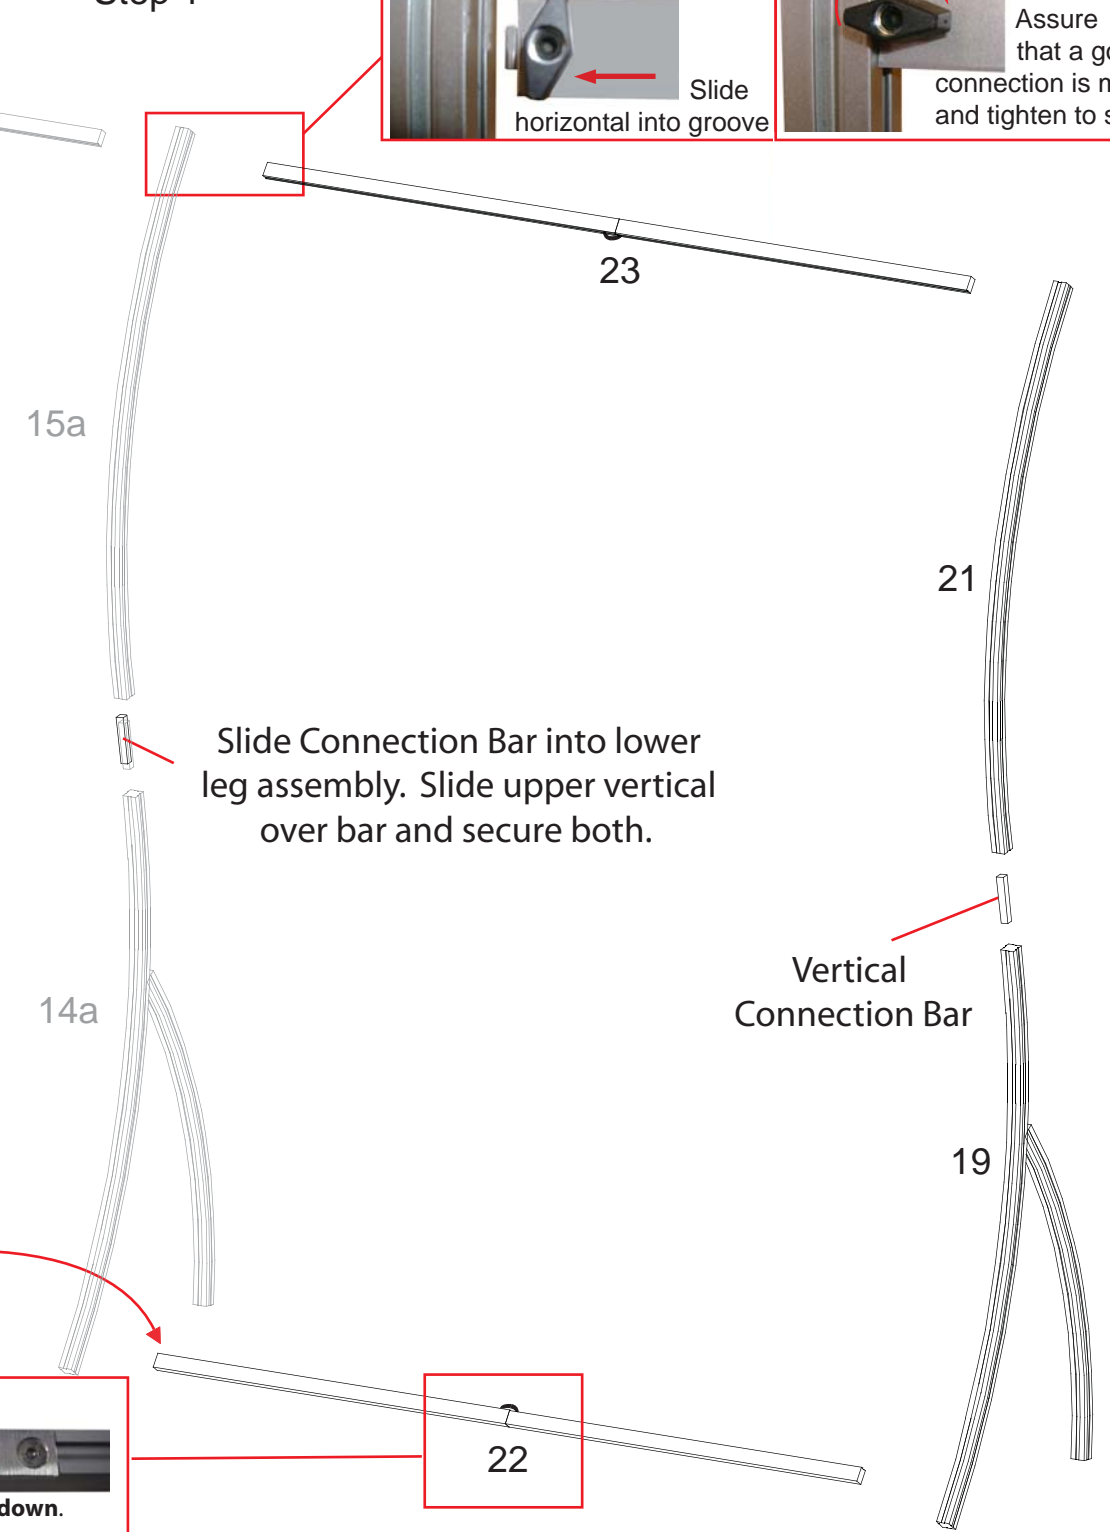 Slide
horizontal into groove
Assure
that a
connection is
and tighten to
23
15a
21
Slide Connection Bar into lower
leg assembly. Slide upper vertical
over bar and secure both.
Vertical
Connection Bar
14a
19
22
down.